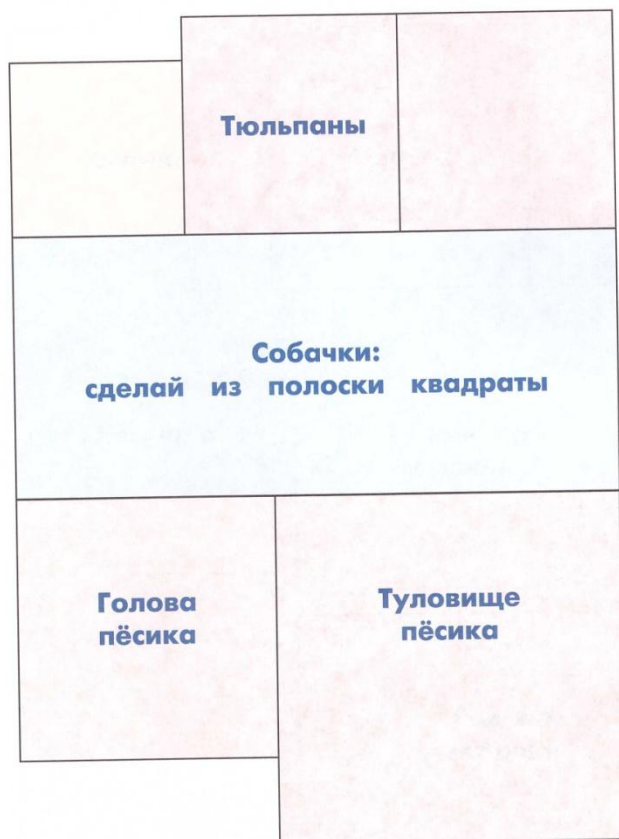 Тюльпаны
Собачки:
сделай из полоски квадраты
Голова
пёсика
Туловище
пёсика